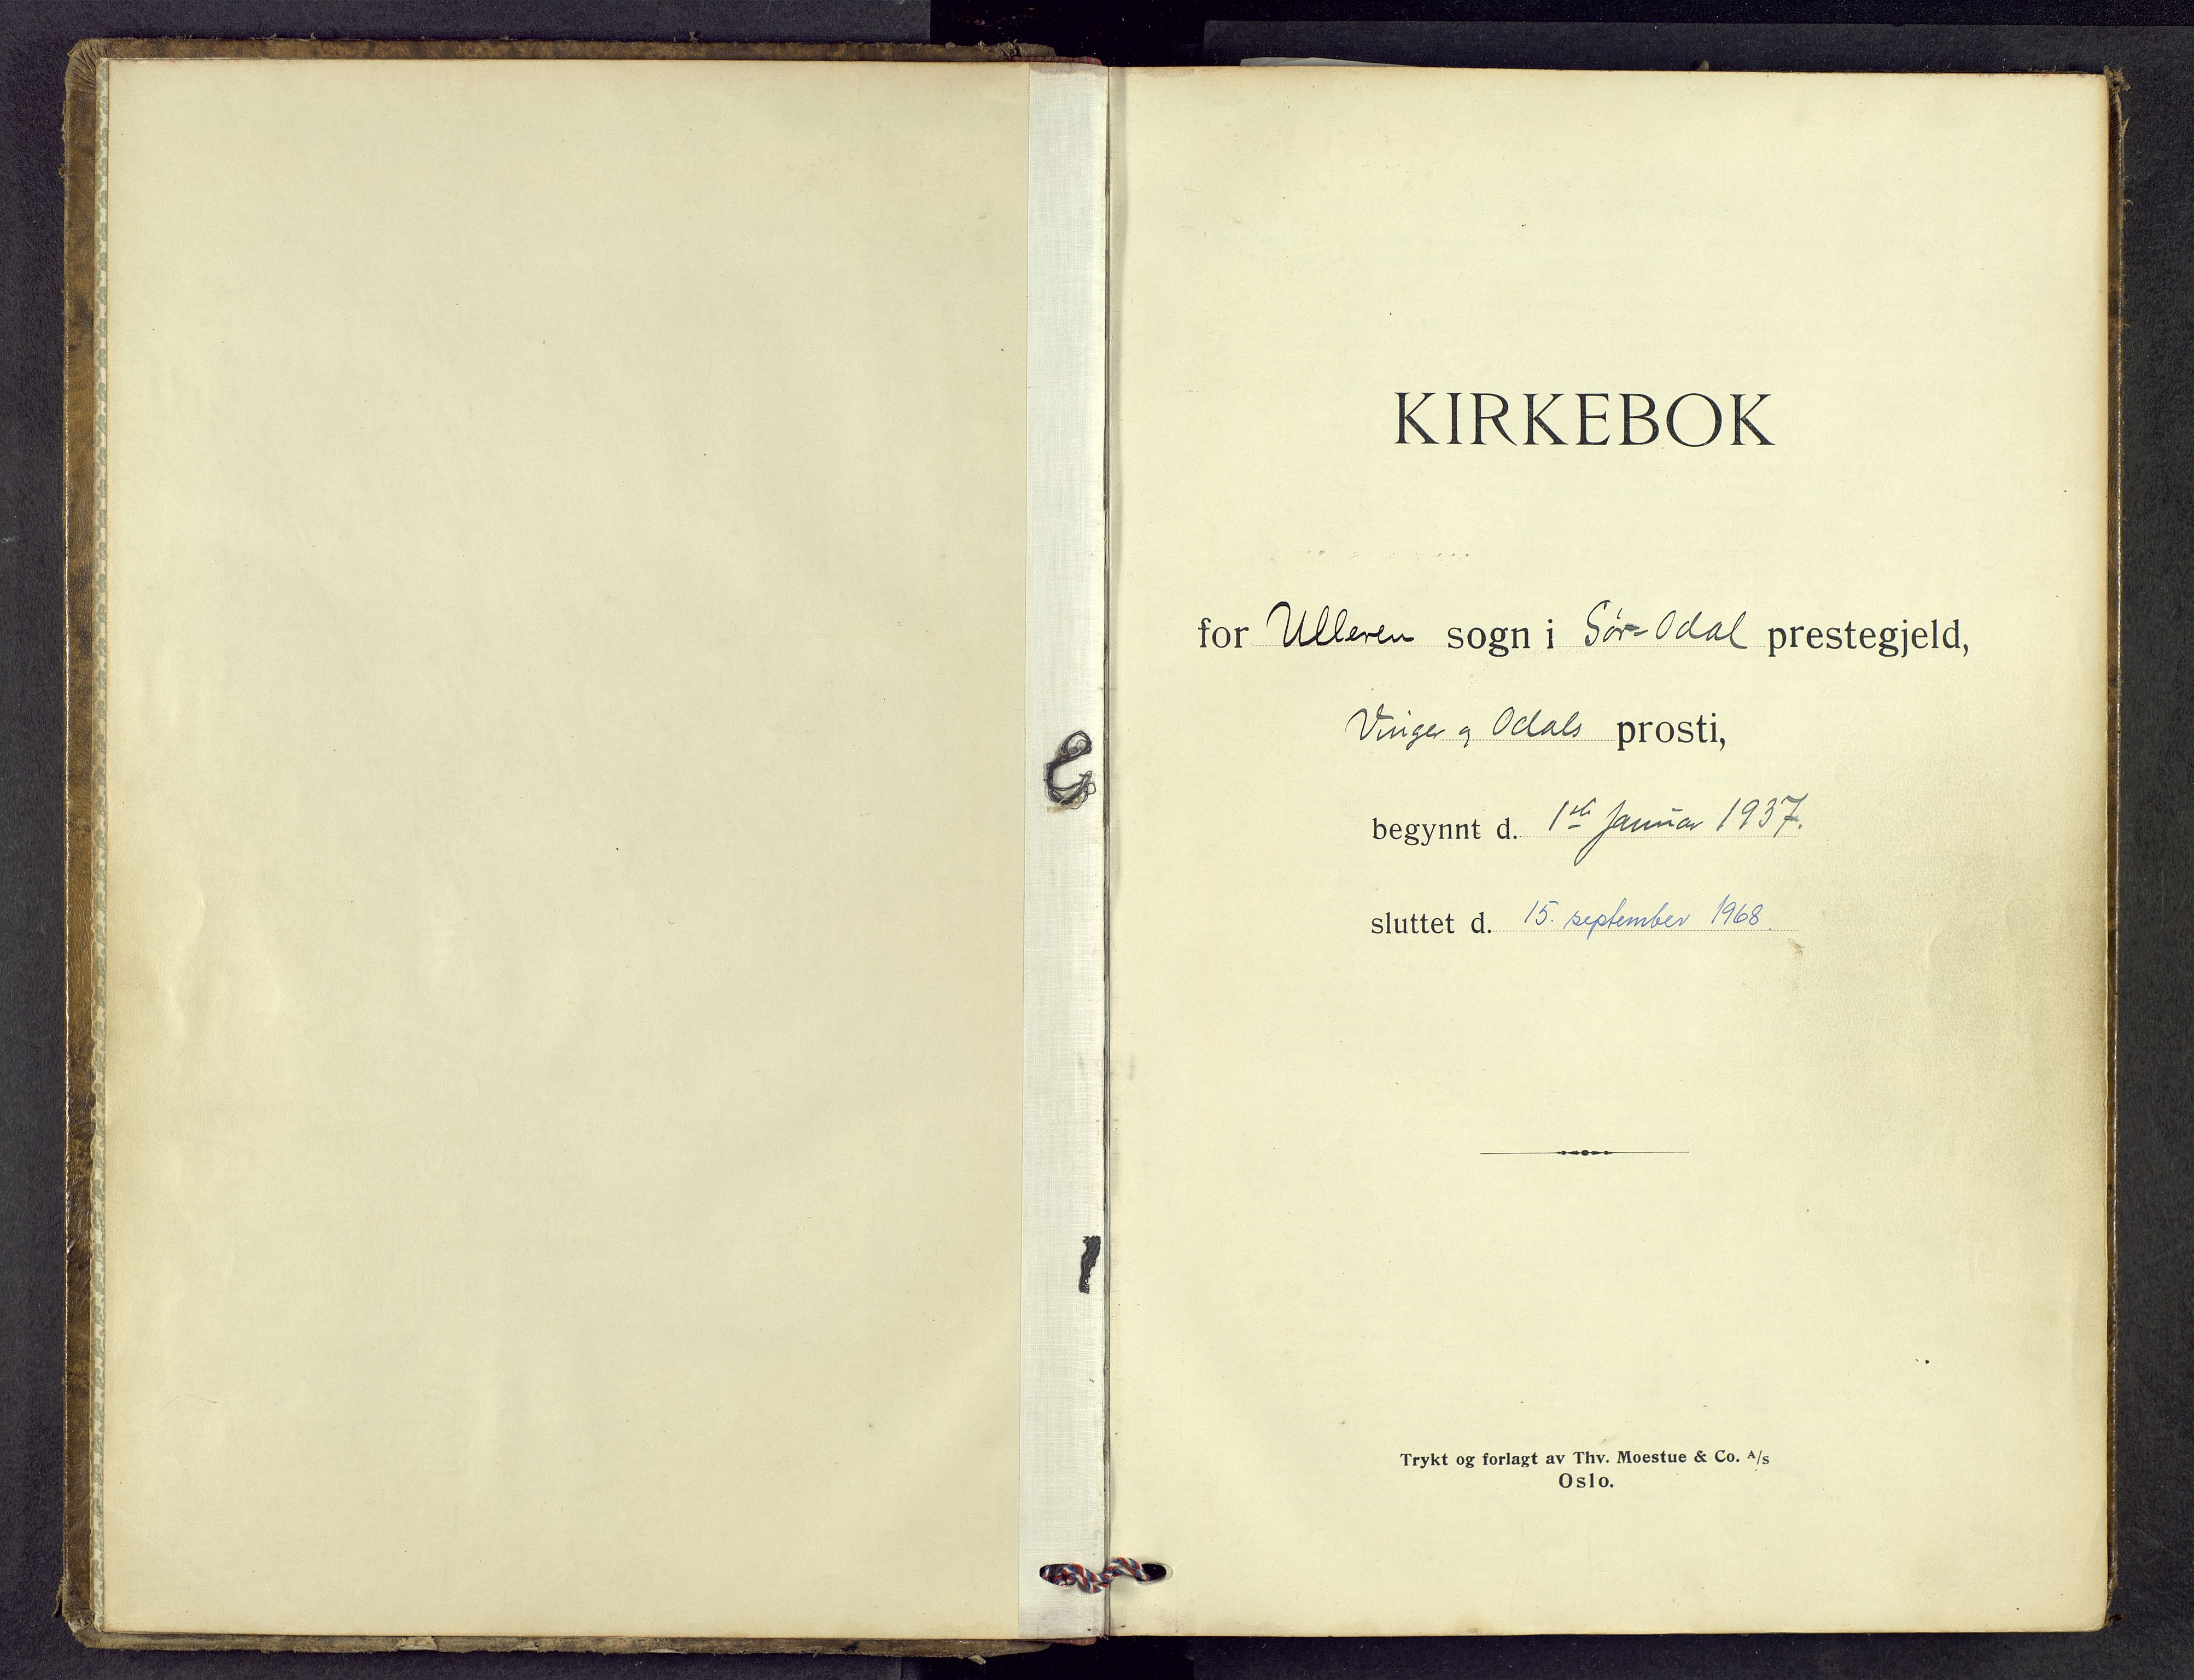 KIRKEBOK
for Ulleren sogn i Sør-Odal prestegjeld,
Vinger og Odals prosti,
begynnt d. 1ste Januar 1937.
sluttet d. 15. september 1968.
Trykt og forlagt av Thv. Moestue & Co. A/s
Oslo.